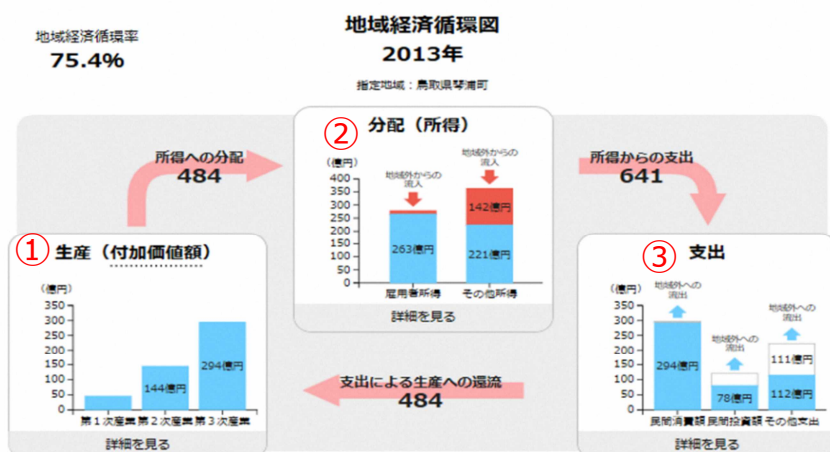 地域経済循環率
75.4%
地域経済循環図
2013年
指定地域：鳥取県琴浦町
所得への分配
484
② 分配（所得）
（億円）
400
350
300
250
200
150
100
50
0
地域外からの
流入
地域外からの
流入
263億円
142億円
221億円
雇用者所得 その他所得
詳細を見る
所得からの支出
641
① 生産（付加価値額）
（億円）
350
300
250
200
150
100
50
0
144億円
294億円
第１次産業 第２次産業 第３次産業
詳細を見る
支出による生産への還流
484
③ 支出
（億円）
350
300
250
200
150
100
50
0
地域外への
流出
地域外への
流出
地域外への
流出
294億円
78億円
111億円
112億円
民間消費額 民間投資額 その他支出
詳細を見る